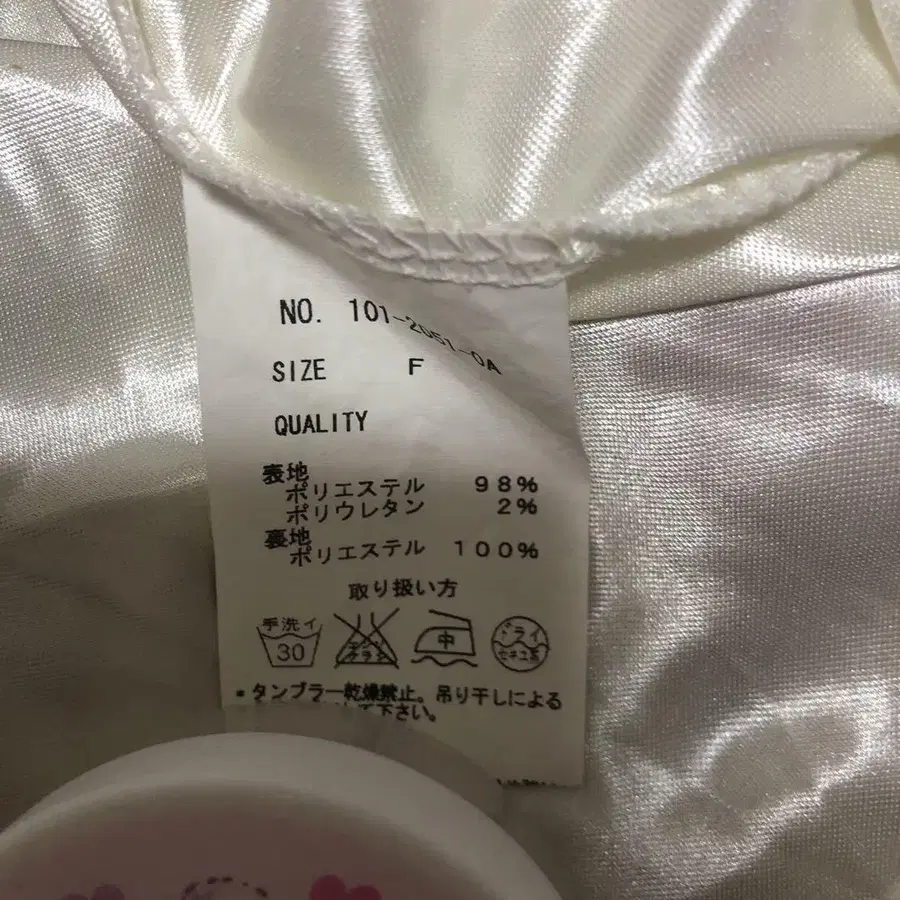 NO. 101-2051-0A
SIZE F
QUALITY
表地
ポリエステル 98%
ポリウレタン 2%
裏地
ポリエステル 100%
取り扱い方
手洗イ
30
中
ドライ
*タンブラー乾燥禁止。吊り干しによる
下さい。